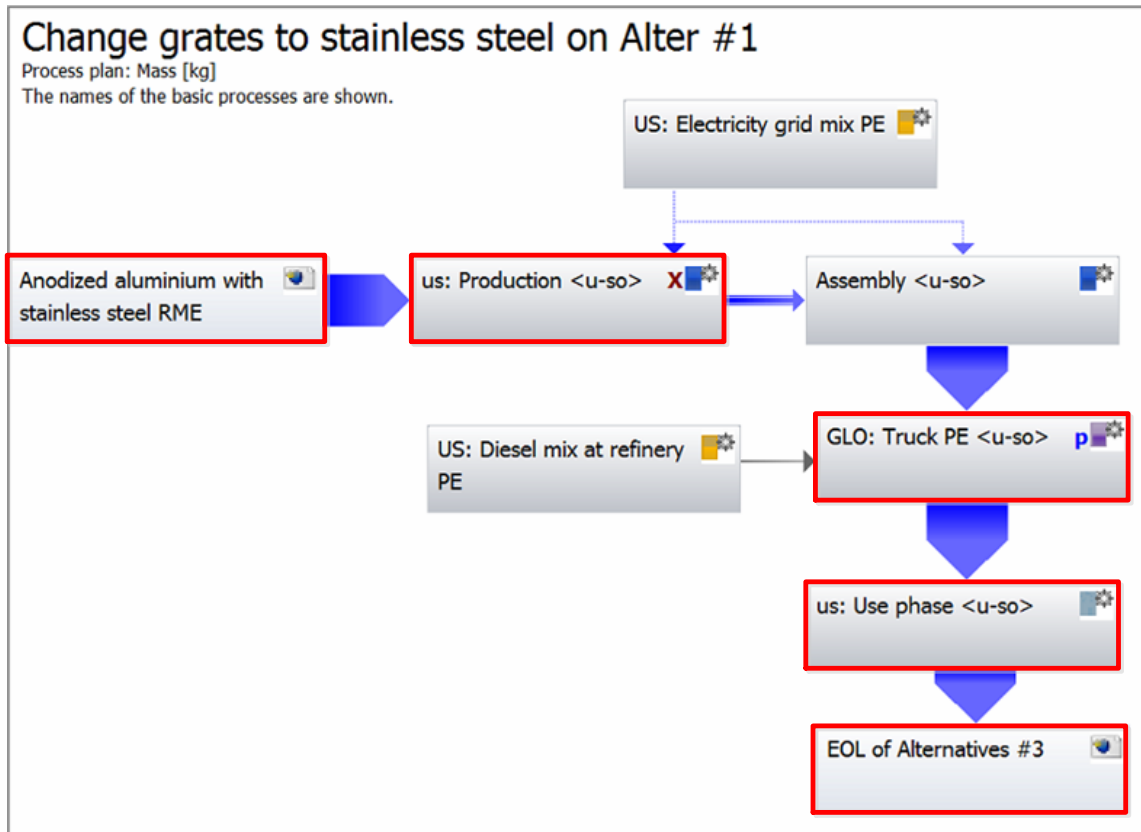 Change grates to stainless steel on Alter #1
Process plan: Mass [kg]
The names of the basic processes are shown.
US: Electricity grid mix PE
Anodized aluminium with
stainless steel RME
us: Production <u-so>
X
Assembly <u-so>
US: Diesel mix at refinery
PE
GLO: Truck PE <u-so>
p
us: Use phase <u-so>
EOL of Alternatives #3